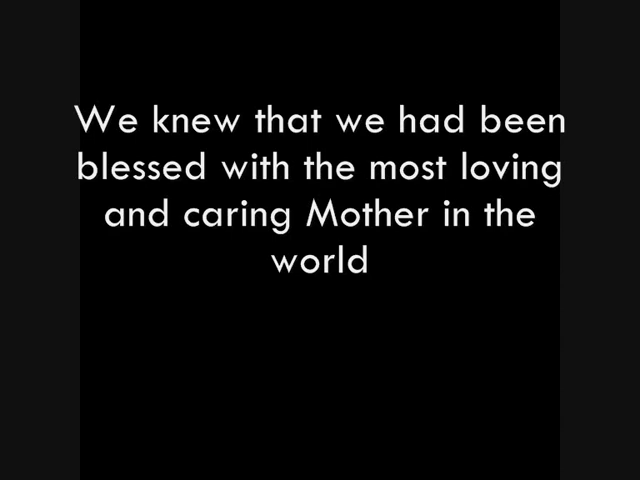 We knew that we had been
blessed with the most loving
and caring Mother in the
world